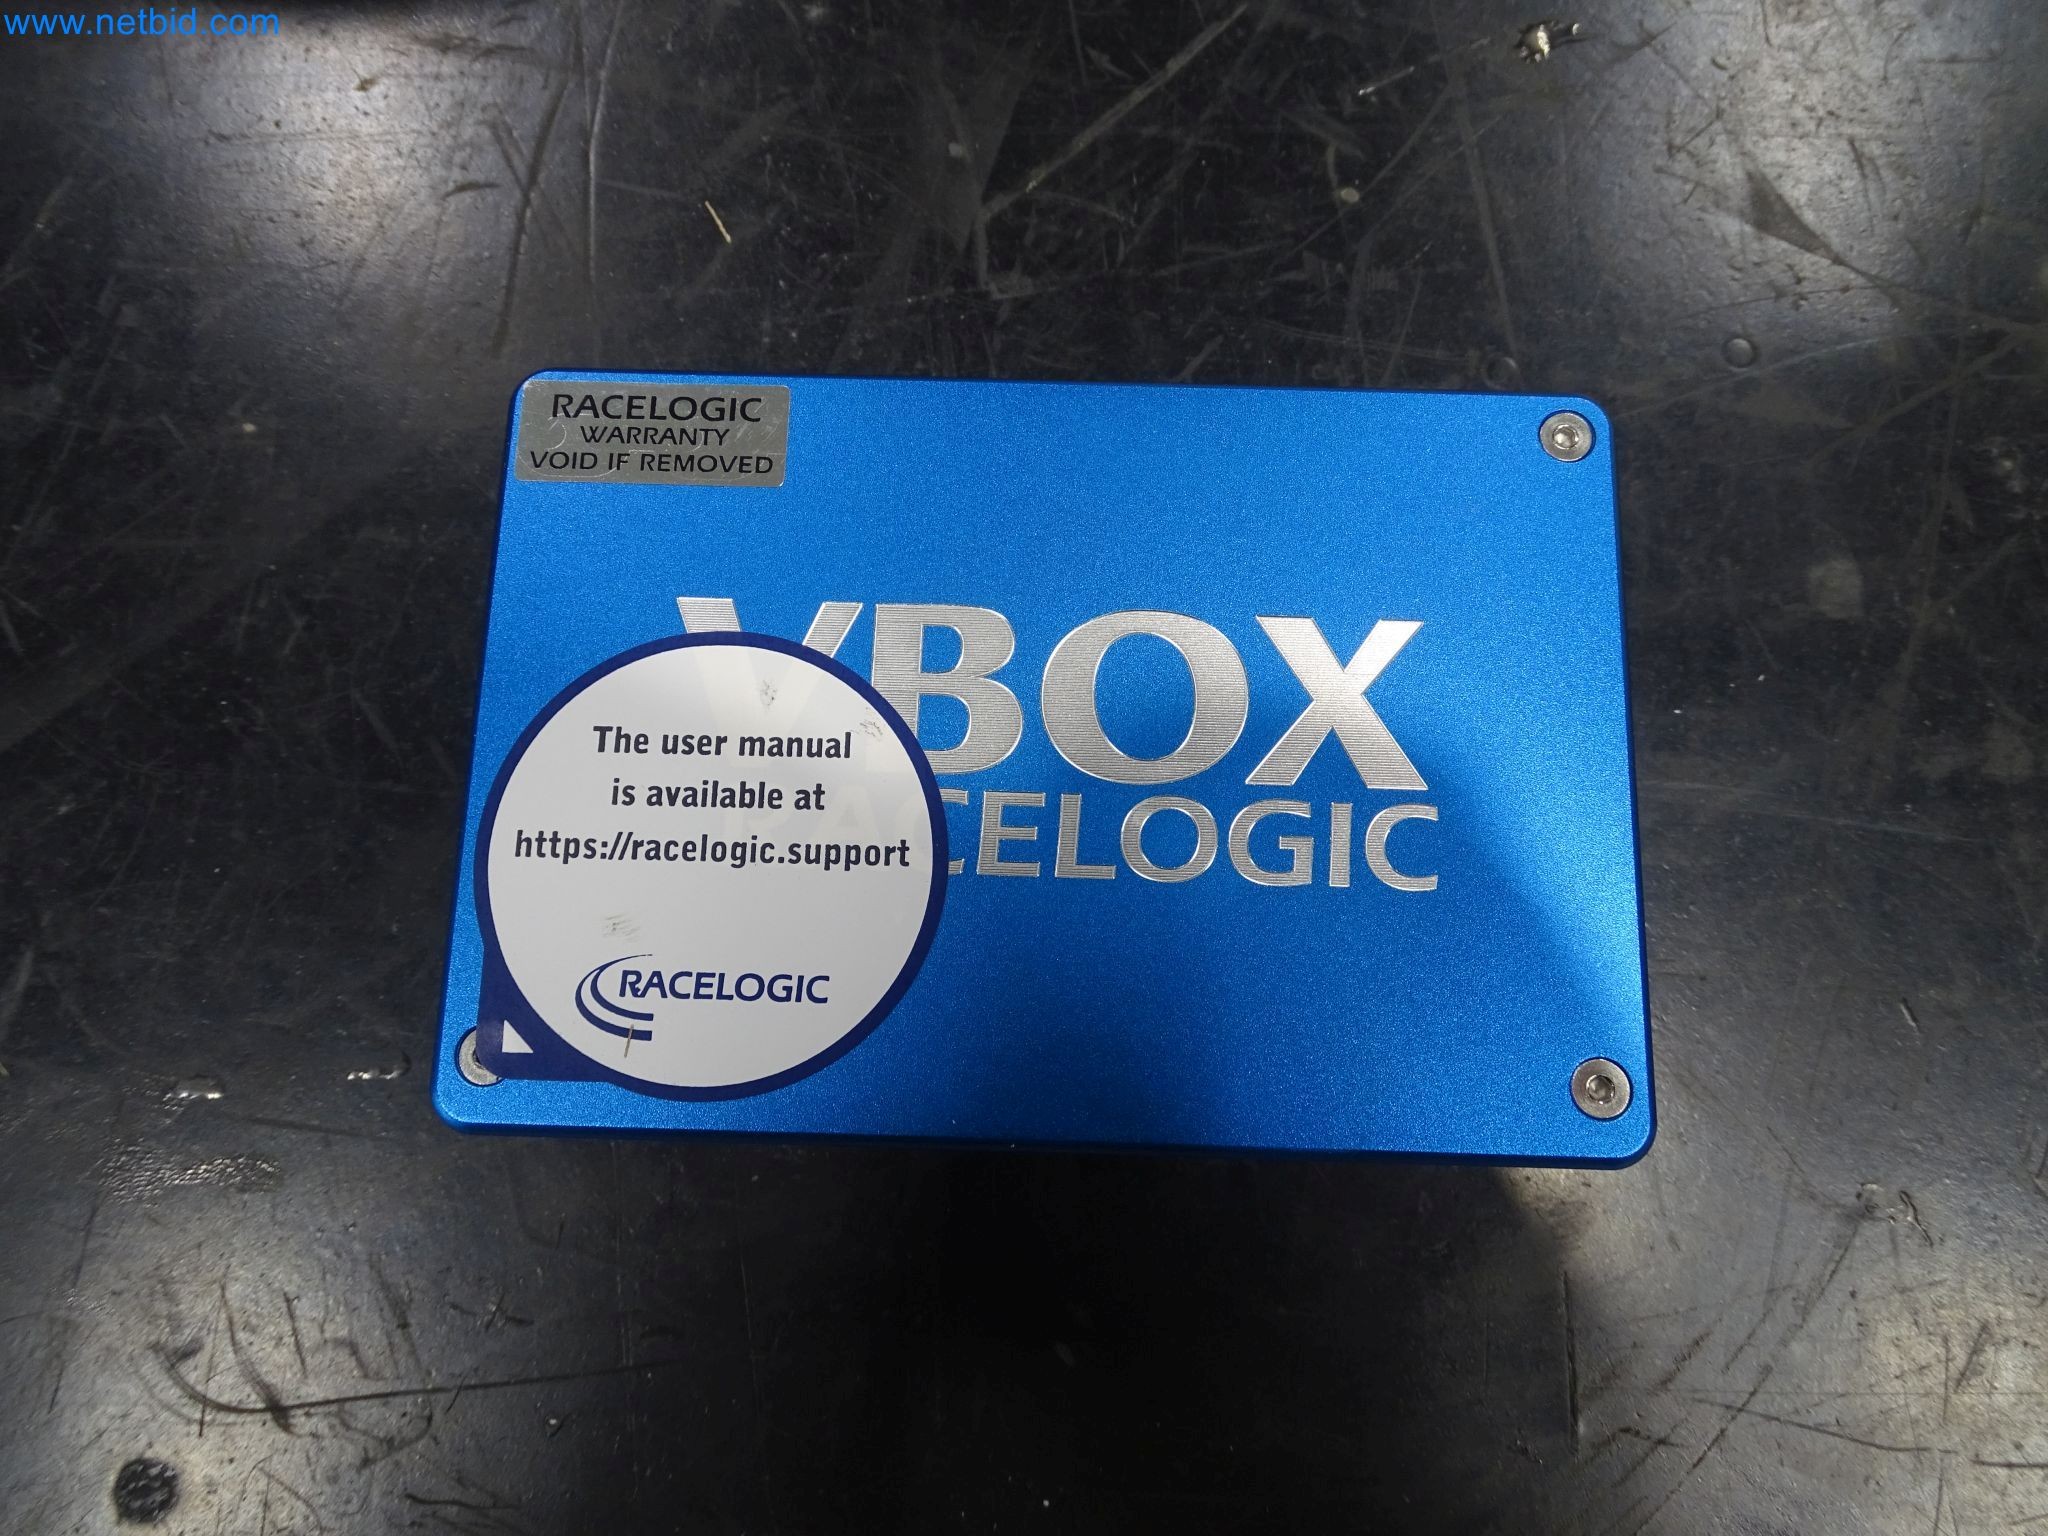 www.netbid.com
RACELOGIC
WARRANTY
VOID IF REMOVED
VBOX
RACELOGIC
The user manual
is available at
https://racelogic.support
RACELOGIC